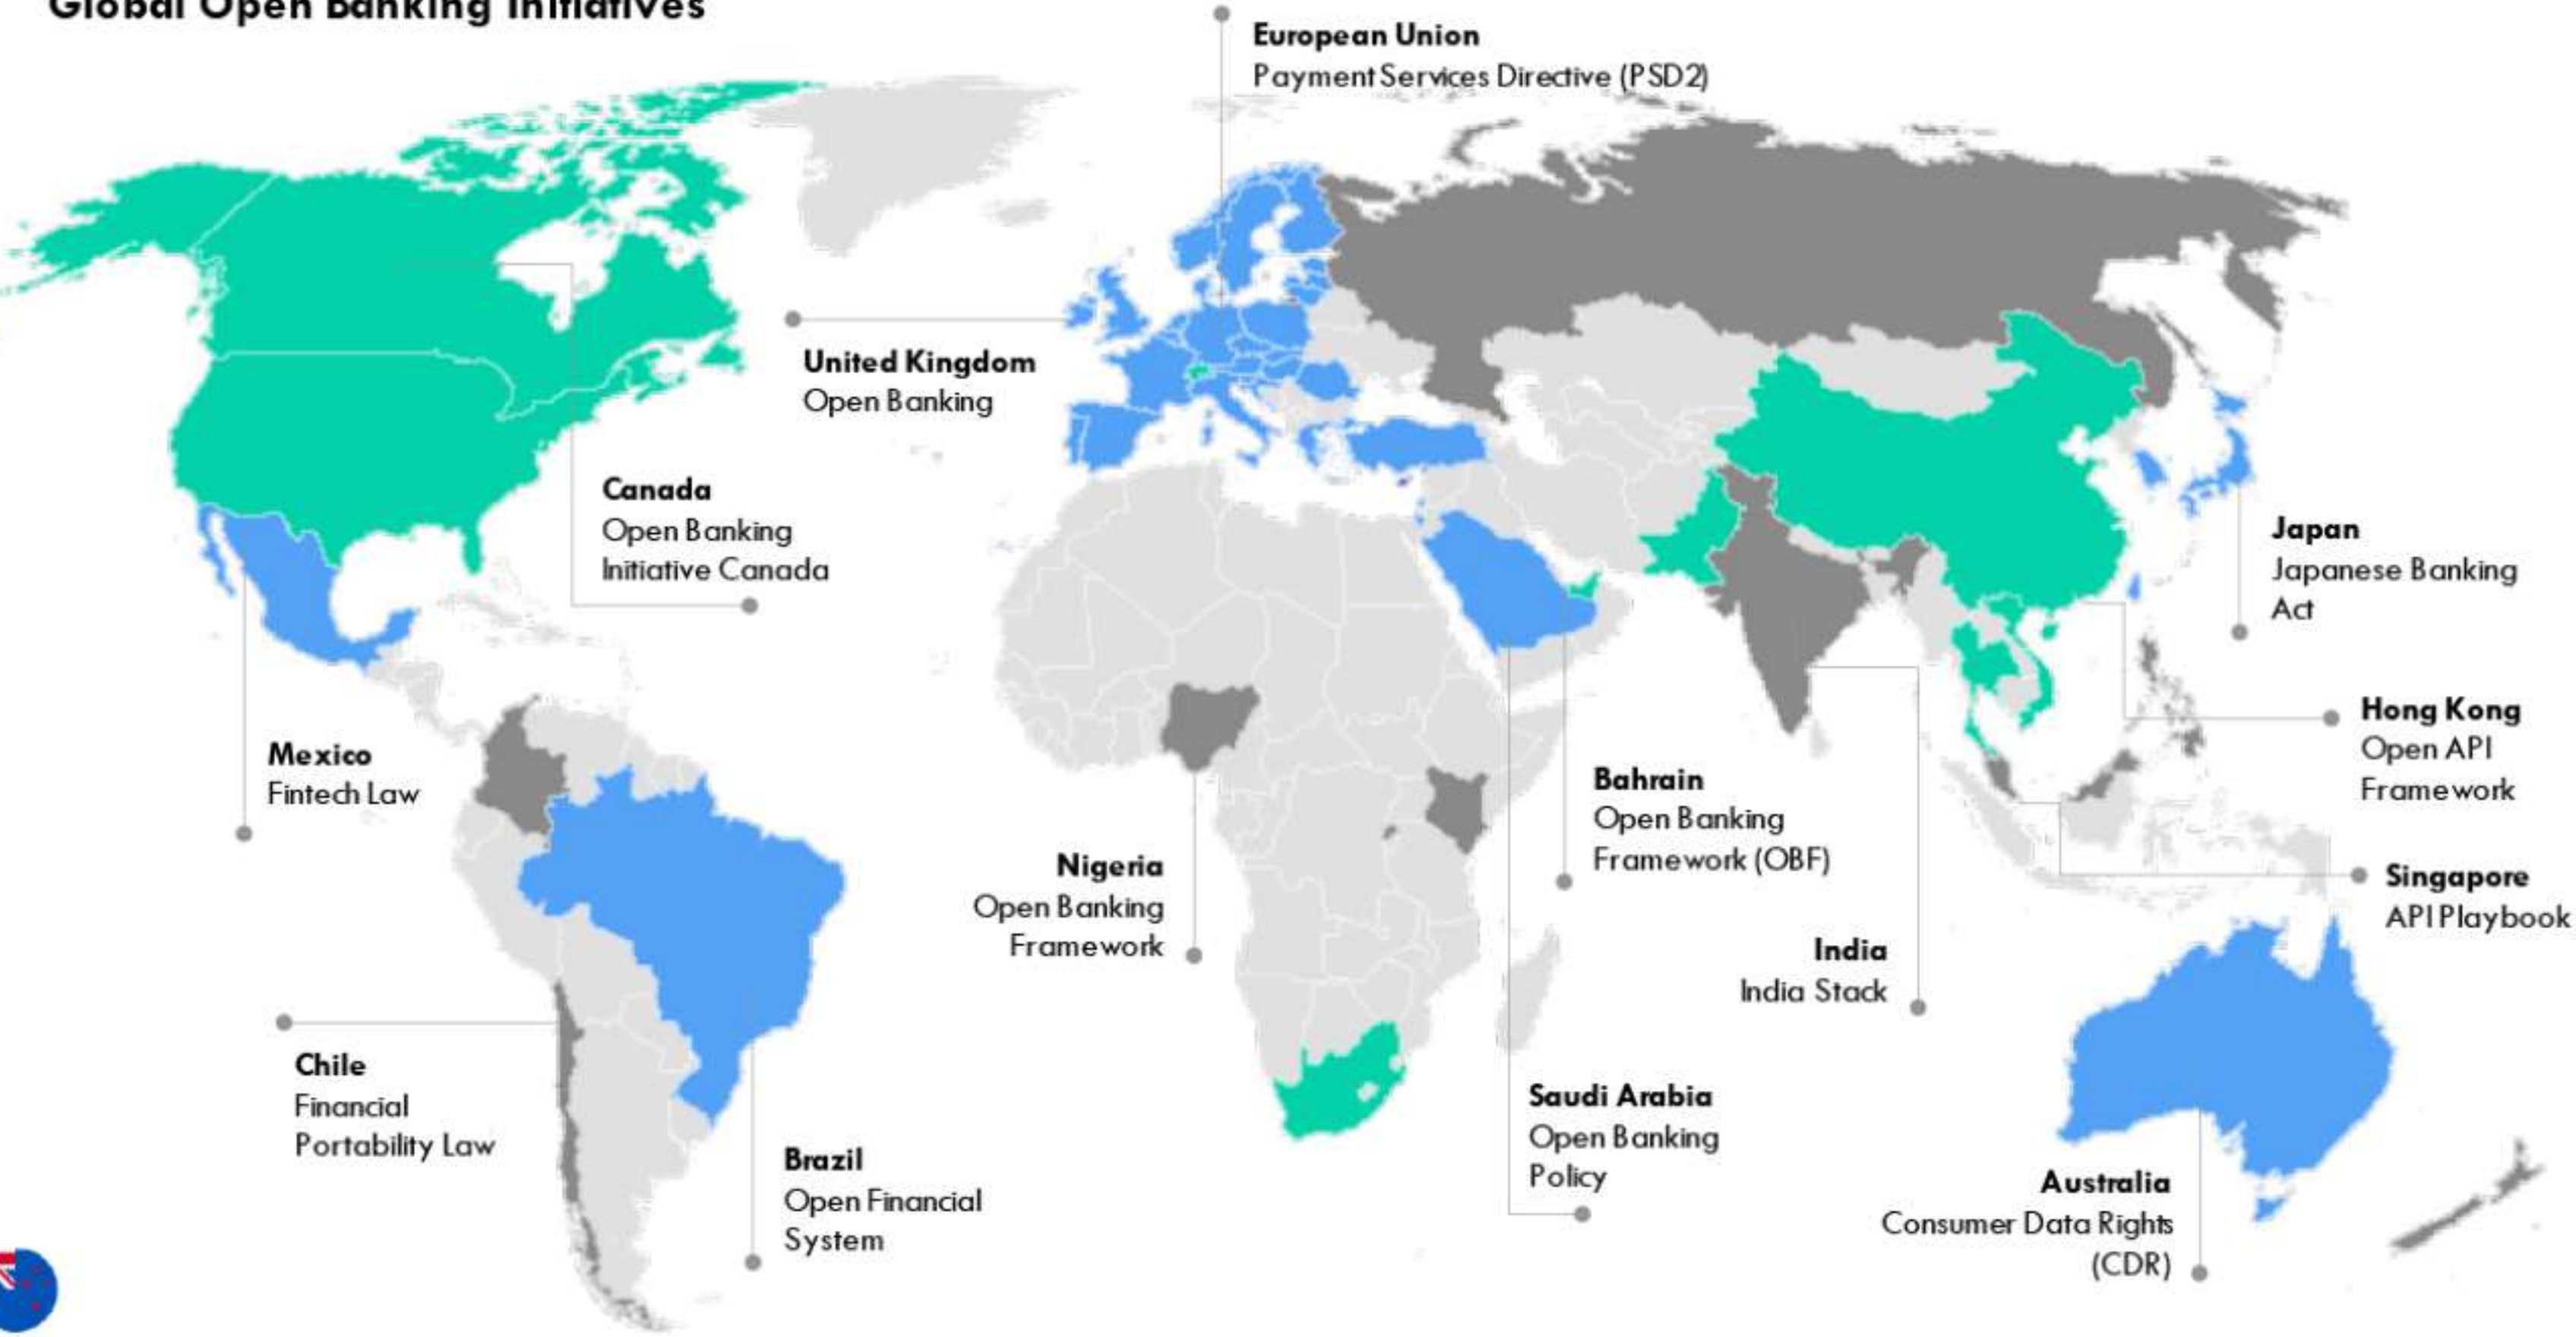 Global Open Banking Initiatives
European Union
Payment Services Directive (PSD2)
United Kingdom
Open Banking
Canada
Open Banking
Initiative Canada
Japan
Japanese Banking
Act
Mexico
Fintech Law
Hong Kong
Open API
Framework
Bahrain
Open Banking
Framework (OBF)
Nigeria
Open Banking
Framework
Singapore
API Playbook
India
India Stack
Chile
Financial
Portability Law
Saudi Arabia
Open Banking
Policy
Brazil
Open Financial
System
Australia
Consumer Data Rights
(CDR)